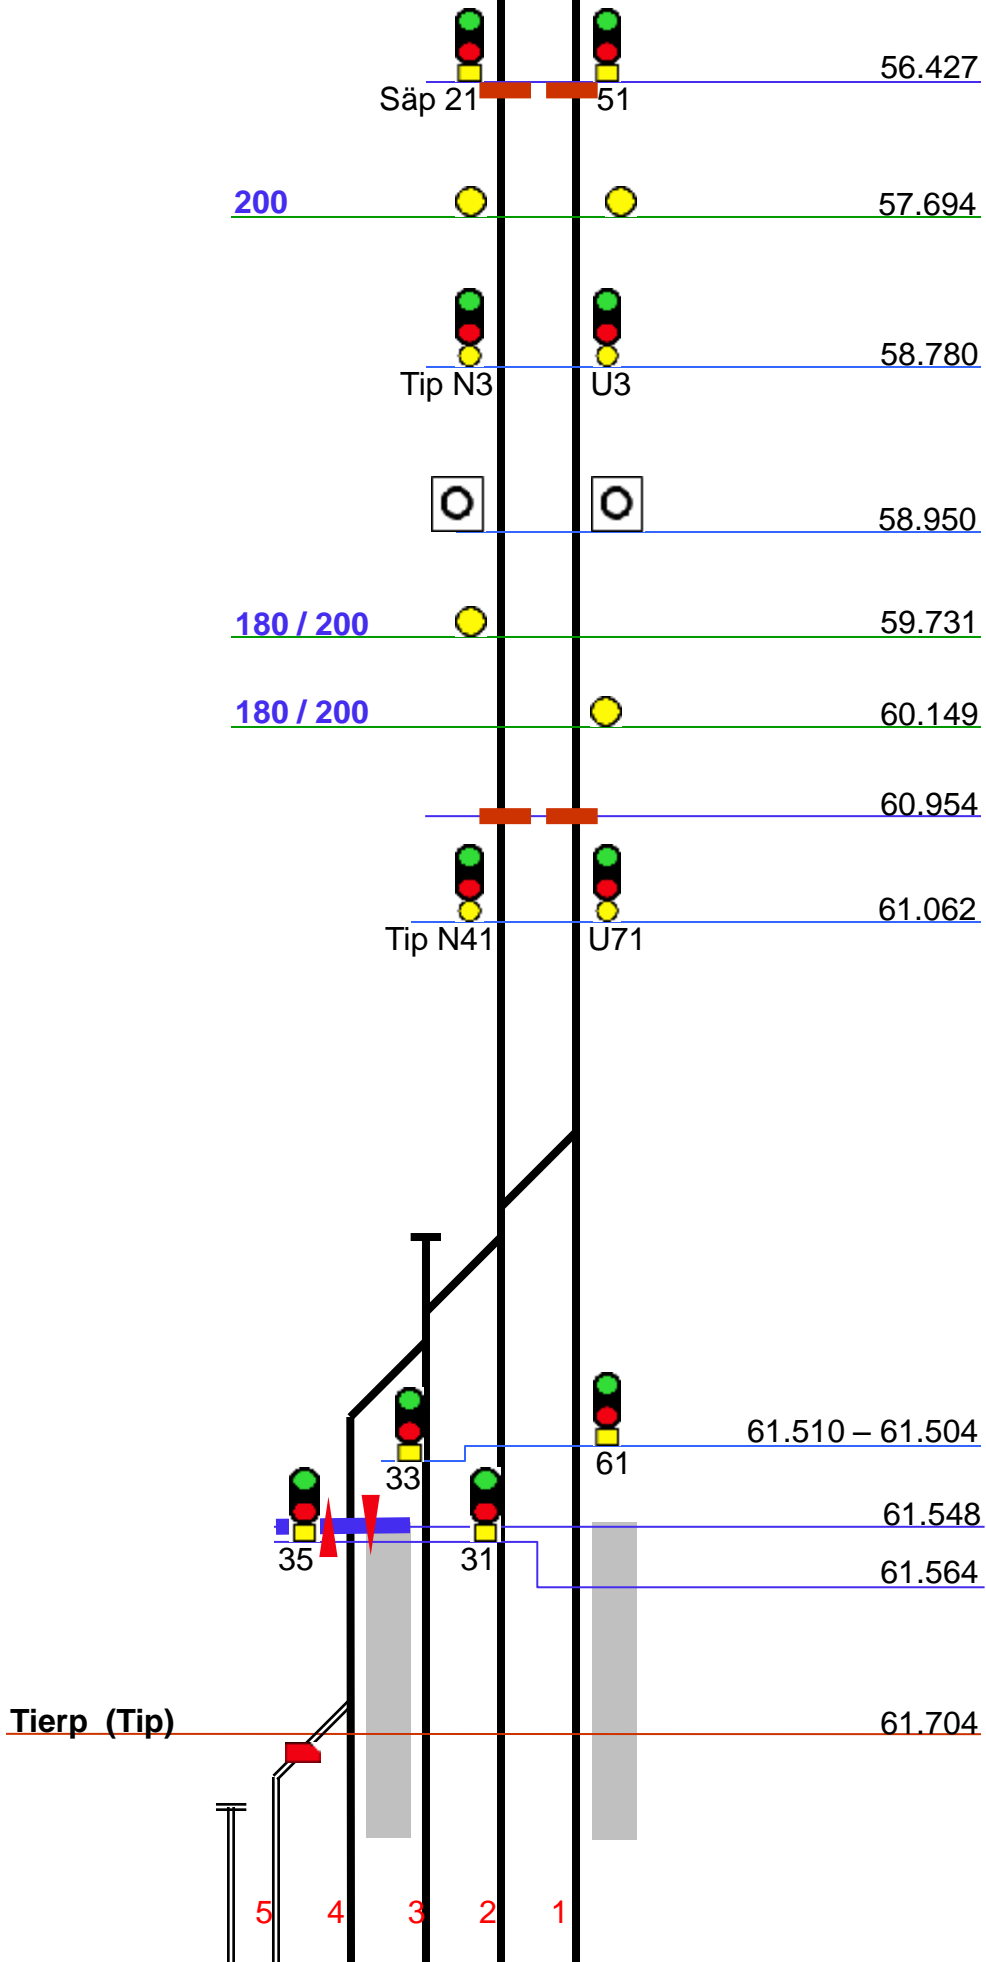 56.427
Säp 21 51
200 57.694
58.780
Tip N3 U3
58.950
180 / 200 59.731
180 / 200 60.149
60.954
61.062
Tip N41 U71
61.510 – 61.504
33 61
61.548
35 31
61.564
Tierp (Tip) 61.704
5 4 3 2 1